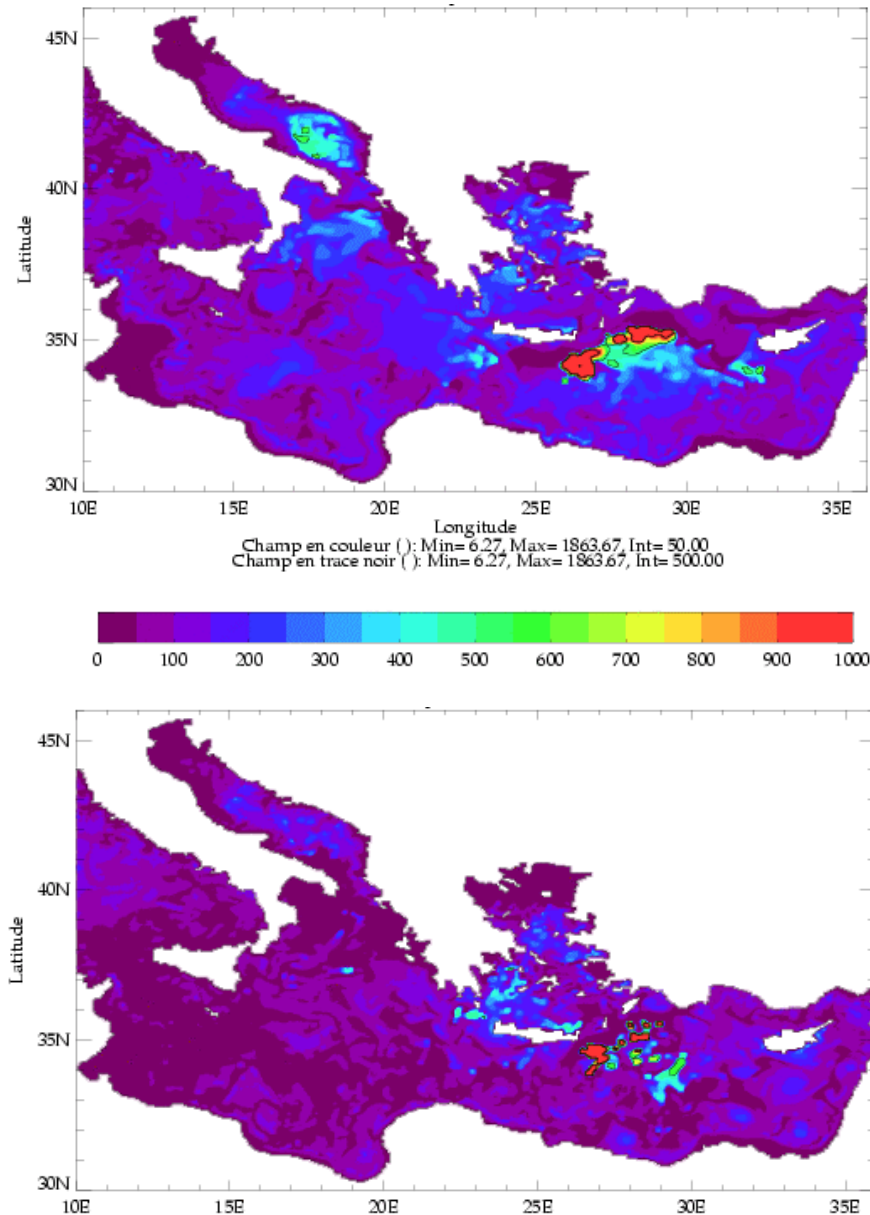 45N
40N
Latitude
35N
30N
10E 15E 20E 25E 30E
Longitude
Champ en couleur ( ): Min= 6.27, Max= 1863.67, Int= 50.00
Champ en trace noir ( ): Min= 6.27, Max= 1863.67, Int= 500.00
0 100 200 300 400 500 600 700 800 900 1000
45N
40N
Latitude
35N
30N
10E 15E 20E 25E 30E